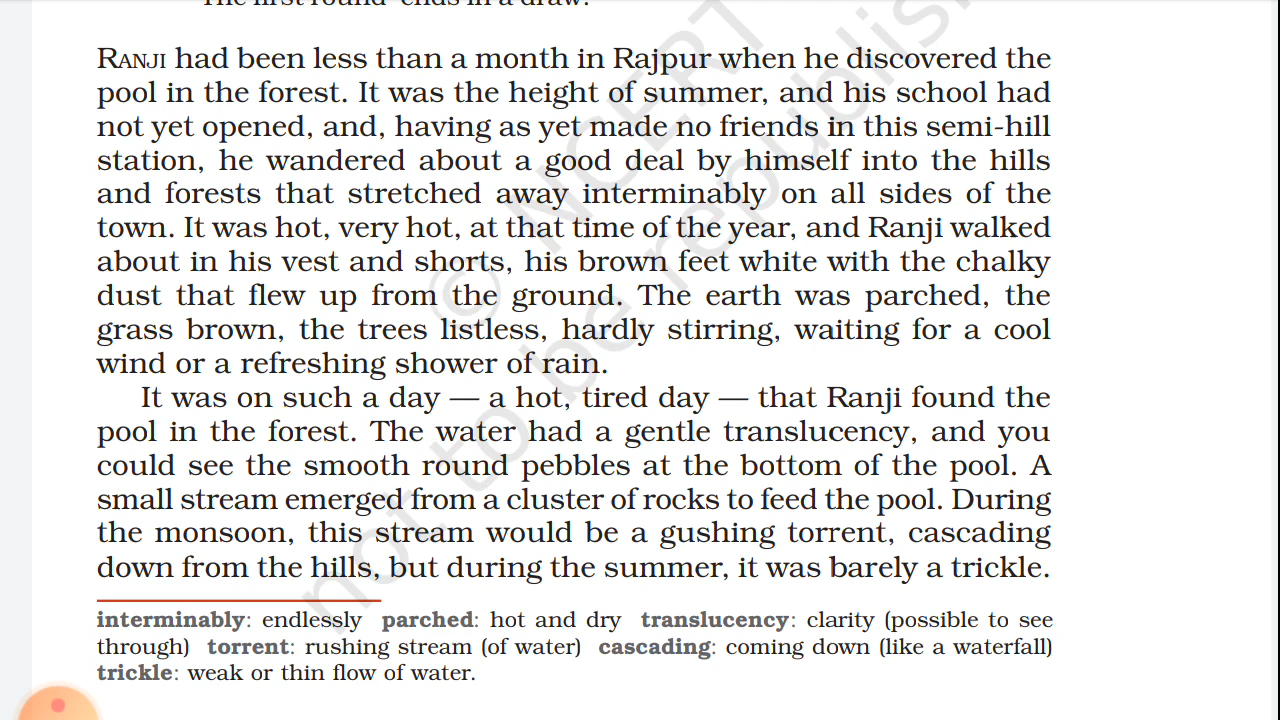 The first round ends in a draw.
RANJI had been less than a month in Rajpur when he discovered the
pool in the forest. It was the height of summer, and his school had
not yet opened, and, having as yet made no friends in this semi-hill
station, he wandered about a good deal by himself into the hills
and forests that stretched away interminably on all sides of the
town. It was hot, very hot, at that time of the year, and Ranji walked
about in his vest and shorts, his brown feet white with the chalky
dust that flew up from the ground. The earth was parched, the
grass brown, the trees listless, hardly stirring, waiting for a cool
wind or a refreshing shower of rain.
It was on such a day — a hot, tired day — that Ranji found the
pool in the forest. The water had a gentle translucency, and you
could see the smooth round pebbles at the bottom of the pool. A
small stream emerged from a cluster of rocks to feed the pool. During
the monsoon, this stream would be a gushing torrent, cascading
down from the hills, but during the summer, it was barely a trickle.
interminably: endlessly parched: hot and dry translucency: clarity (possible to see
through) torrent: rushing stream (of water) cascading: coming down (like a waterfall)
trickle: weak or thin flow of water.
© NCERT
not to be republis